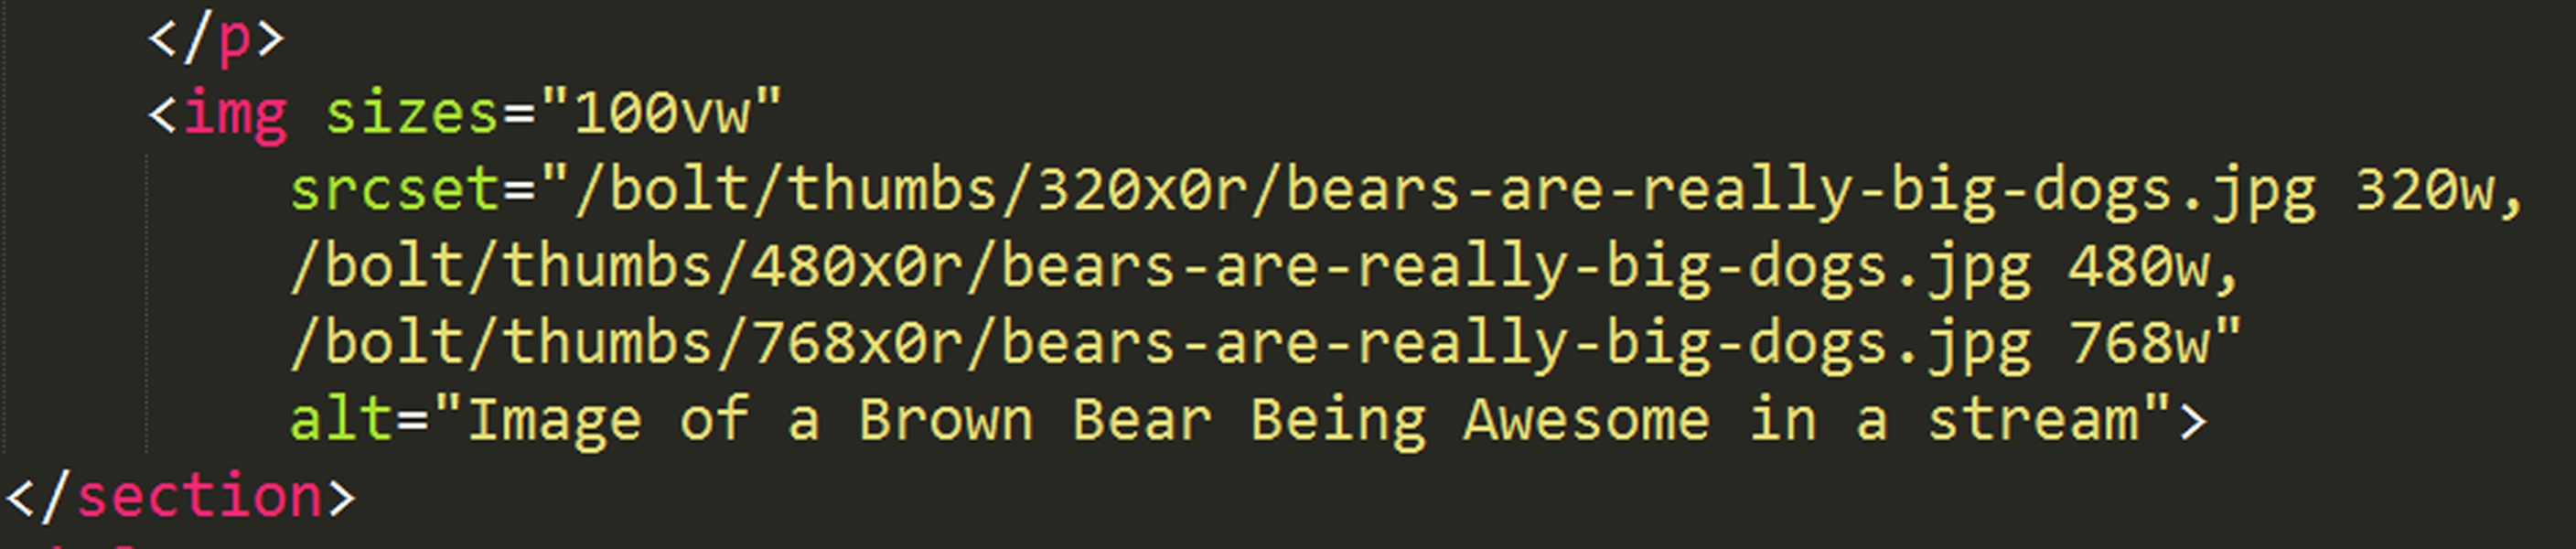 </p>
<img sizes="100vw"
srcset="/bolt/thumbs/320x0r/bears-are-really-big-dogs.jpg 320w,
/bolt/thumbs/480x0r/bears-are-really-big-dogs.jpg 480w,
/bolt/thumbs/768x0r/bears-are-really-big-dogs.jpg 768w"
alt="Image of a Brown Bear Being Awesome in a stream">
</section>